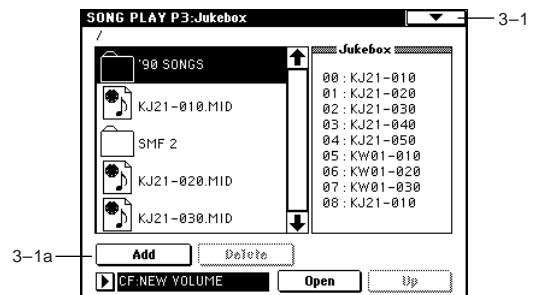 SONG PLAY P3:Jukebox
3–1
/
'90 SONGS
KJ21-010.MID
SMF 2
KJ21-020.MID
KJ21-030.MID
Jukebox
00 : KJ21-010
01 : KJ21-020
02 : KJ21-030
03 : KJ21-040
04 : KJ21-050
05 : KW01-010
06 : KW01-020
07 : KW01-030
08 : KJ21-010
3–1a
Add
Delete
CF:NEW VOLUME
Open
Up